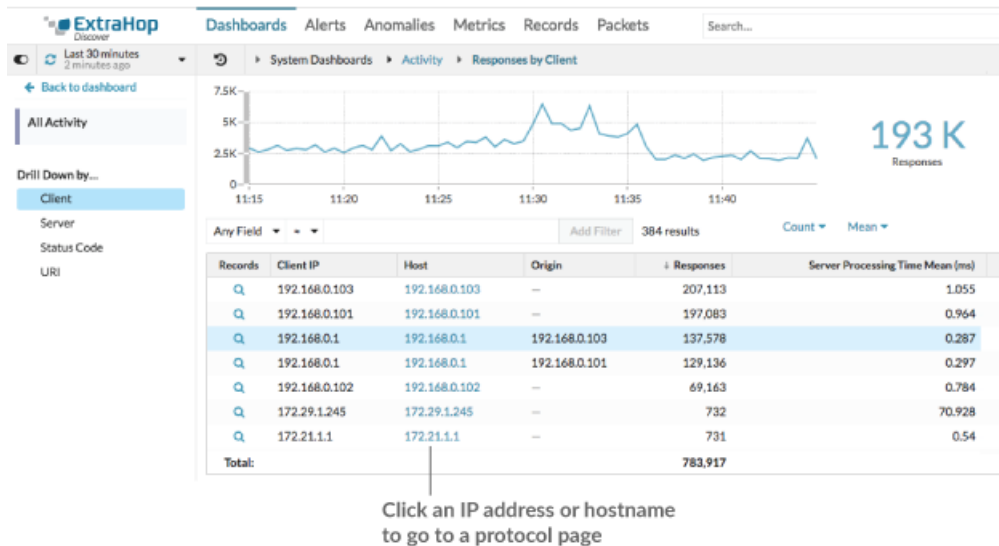 ExtraHop
Discover
Dashboards Alerts Anomalies Metrics Records Packets Search...
Last 30 minutes
2 minutes ago
System Dashboards Activity Responses by Client
Back to dashboard
All Activity
Drill Down by...
Client
Server
Status Code
URI
7.5K
5K
2.5K
0
11:15 11:20 11:25 11:30 11:35 11:40
193 K
Responses
Any Field = Add Filter 384 results Count Mean
Records Client IP Host Origin Responses Server Processing Time Mean (ms)
192.168.0.103 192.168.0.103 — 207,113 1.055
192.168.0.101 192.168.0.101 — 197,083 0.964
192.168.0.1 192.168.0.1 192.168.0.103 137,578 0.287
192.168.0.1 192.168.0.1 192.168.0.101 129,136 0.297
192.168.0.102 192.168.0.102 — 69,163 0.784
172.29.1.245 172.29.1.245 — 732 70.928
172.21.1.1 172.21.1.1 — 731 0.54
Total: 783,917
Click an IP address or hostname
to go to a protocol page